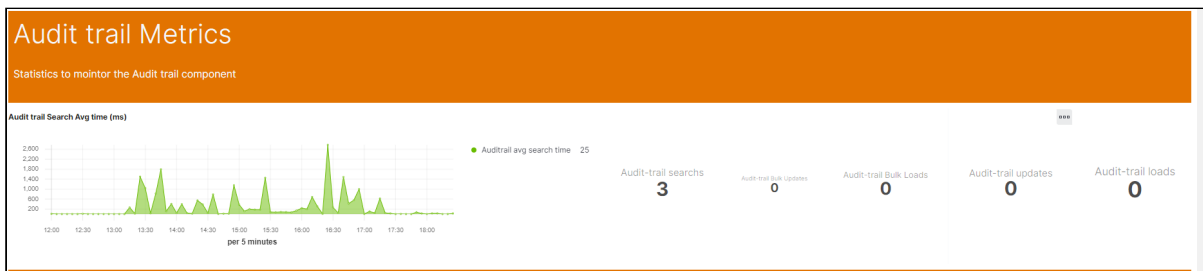 Audit trail Metrics
Statistics to mointor the Audit trail component
Audit trail Search Avg time (ms)
2,600
2,200
1,800
1,400
1,000
600
200
12:00 12:30 13:00 13:30 14:00 14:30 15:00 15:30 16:00 16:30 17:00 17:30 18:00
per 5 minutes
Auditrail avg search time 25
Audit-trail searchs
3
Audit-trail Bulk Updates
0
Audit-trail Bulk Loads
0
Audit-trail updates
0
Audit-trail loads
0